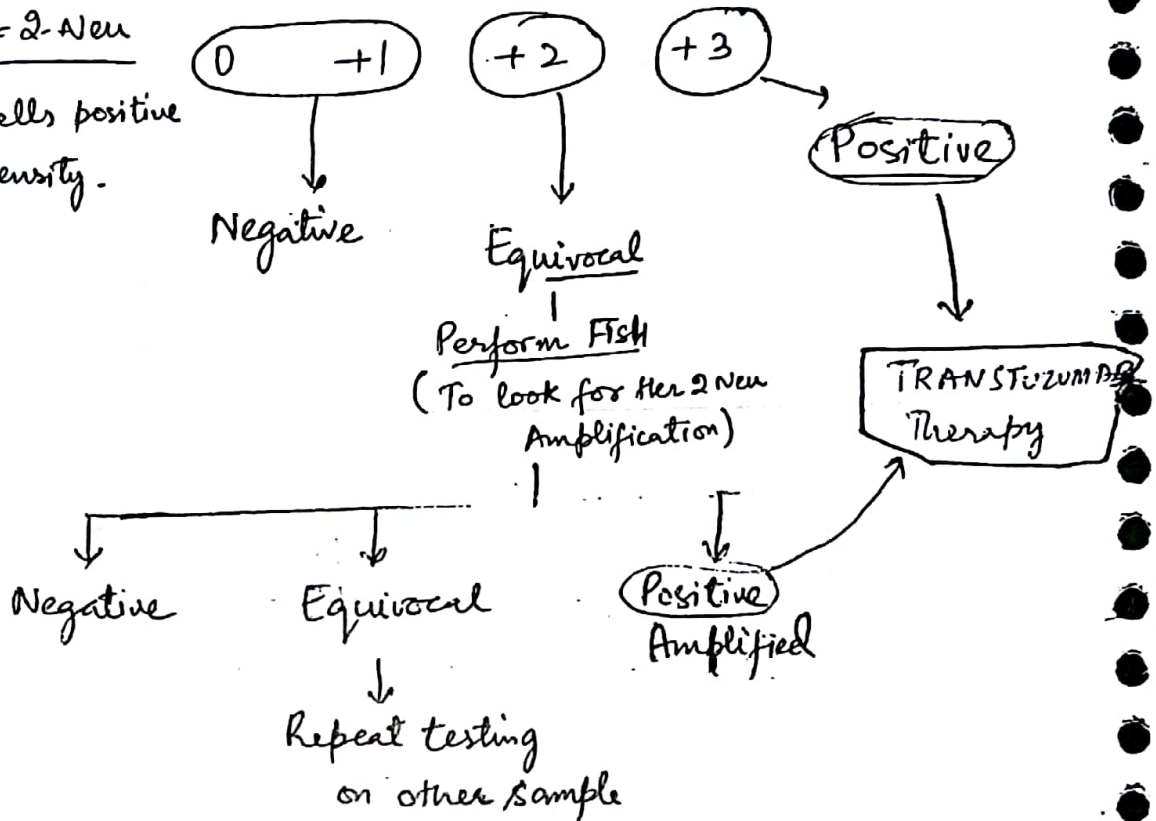 = 2-Neu
0 +1 +2 +3
ells positive
ensity.
Positive
Negative
Equivocal
Perform FISH
(To look for Her 2 Neu
Amplification)
TRANSTUZUMAB
Therapy
Negative Equivocal Positive
Amplified
Repeat testing
on other sample